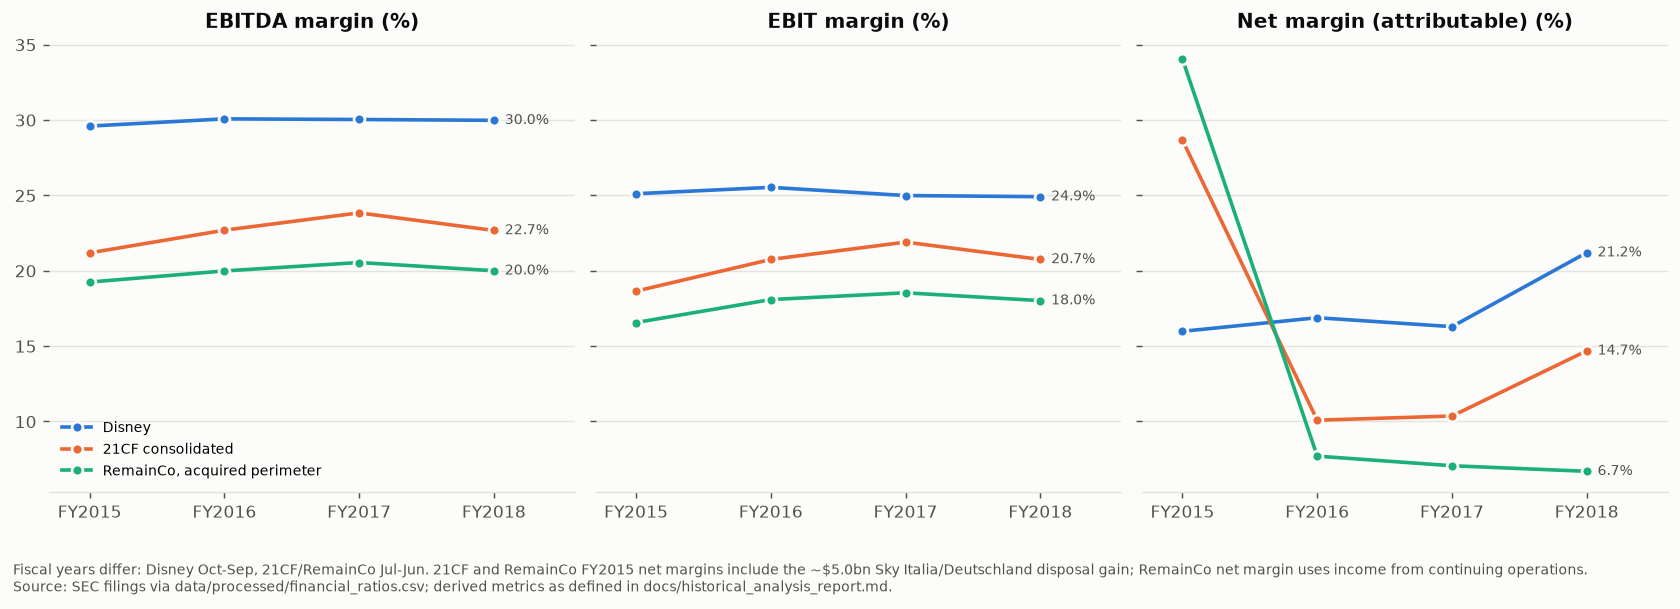 EBITDA margin (%)
EBIT margin (%)
Net margin (attributable) (%)
35
30
25
20
15
10
30.0%
22.7%
20.0%
24.9%
20.7%
18.0%
21.2%
14.7%
6.7%
Disney
21CF consolidated
RemainCo, acquired perimeter
FY2015 FY2016 FY2017 FY2018
FY2015 FY2016 FY2017 FY2018
FY2015 FY2016 FY2017 FY2018
Fiscal years differ: Disney Oct-Sep, 21CF/RemainCo Jul-Jun. 21CF and RemainCo FY2015 net margins include the ~$5.0bn Sky Italia/Deutschland disposal gain; RemainCo net margin uses income from continuing operations.
Source: SEC filings via data/processed/financial_ratios.csv; derived metrics as defined in docs/historical_analysis_report.md.